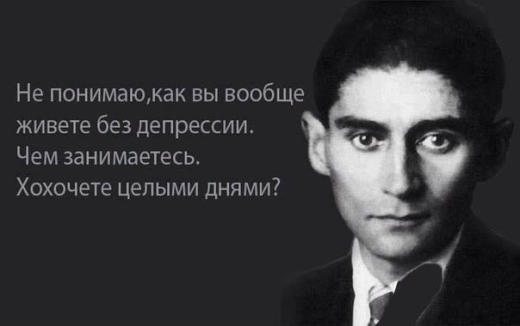 Не понимаю,как вы вообще
живете без депрессии.
Чем занимаетесь.
Хохочете целыми днями?